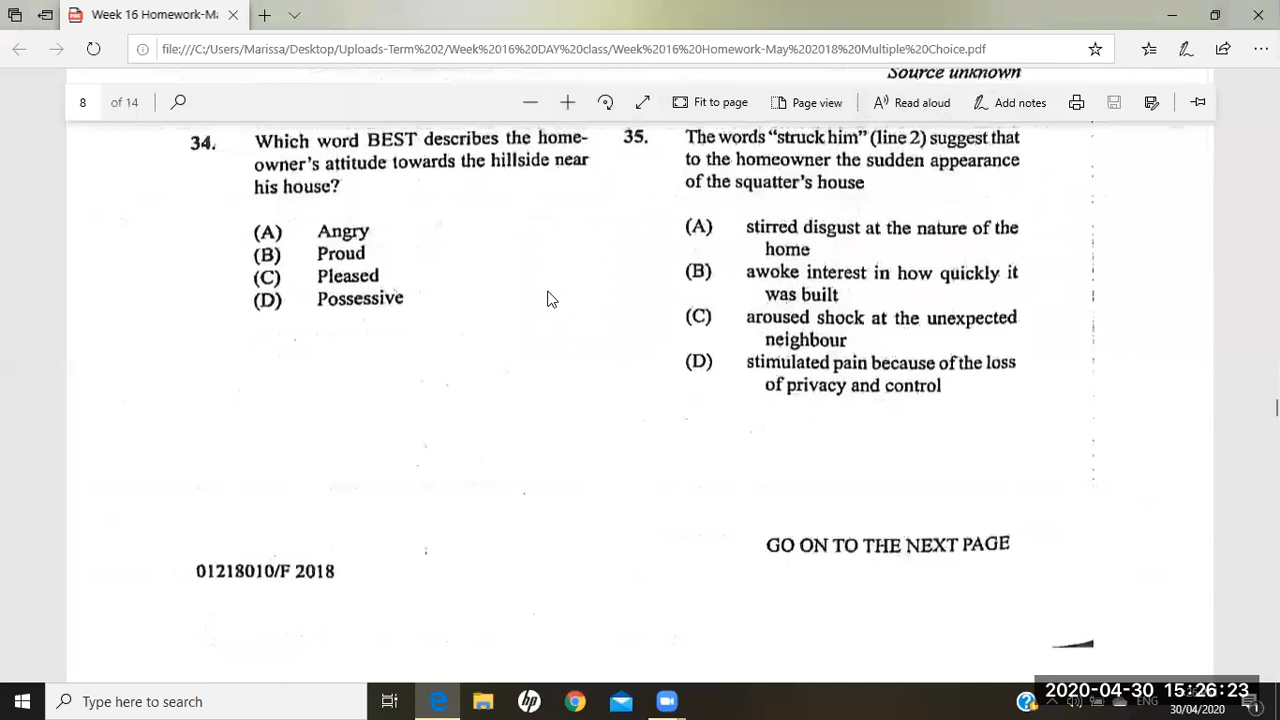 Week 16 Homework-Ma
file:///C:/Users/Marissa/Desktop/Uploads-Term%202/Week%2016%20DAY%20class/Week%2016%20Homework-May%202018%20Multiple%20Choice.pdf
Source unknown
8 of 14
Fit to page
Page view
Read aloud
Add notes
34. Which word BEST describes the home-
owner's attitude towards the hillside near
his house?
(A) Angry
(B) Proud
(C) Pleased
(D) Possessive
35. The words "struck him" (line 2) suggest that
to the homeowner the sudden appearance
of the squatter's house
(A) stirred disgust at the nature of the
home
(B) awoke interest in how quickly it
was built
(C) aroused shock at the unexpected
neighbour
(D) stimulated pain because of the loss
of privacy and control
GO ON TO THE NEXT PAGE
01218010/F 2018
Type here to search
ENG
2020-04-30 15:26:23
30/04/2020